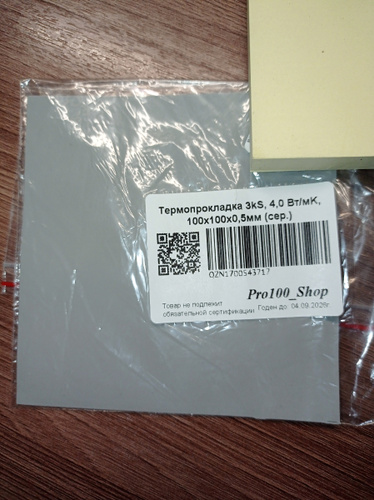 Термопрокладка 3kS, 4,0 Вт/мК,
100x100x0,5мм (сер.)
OZN1700543717
Pro100_Shop
Товар не подлежит
обязательной сертификации
Годен до: 04.09.2026г.